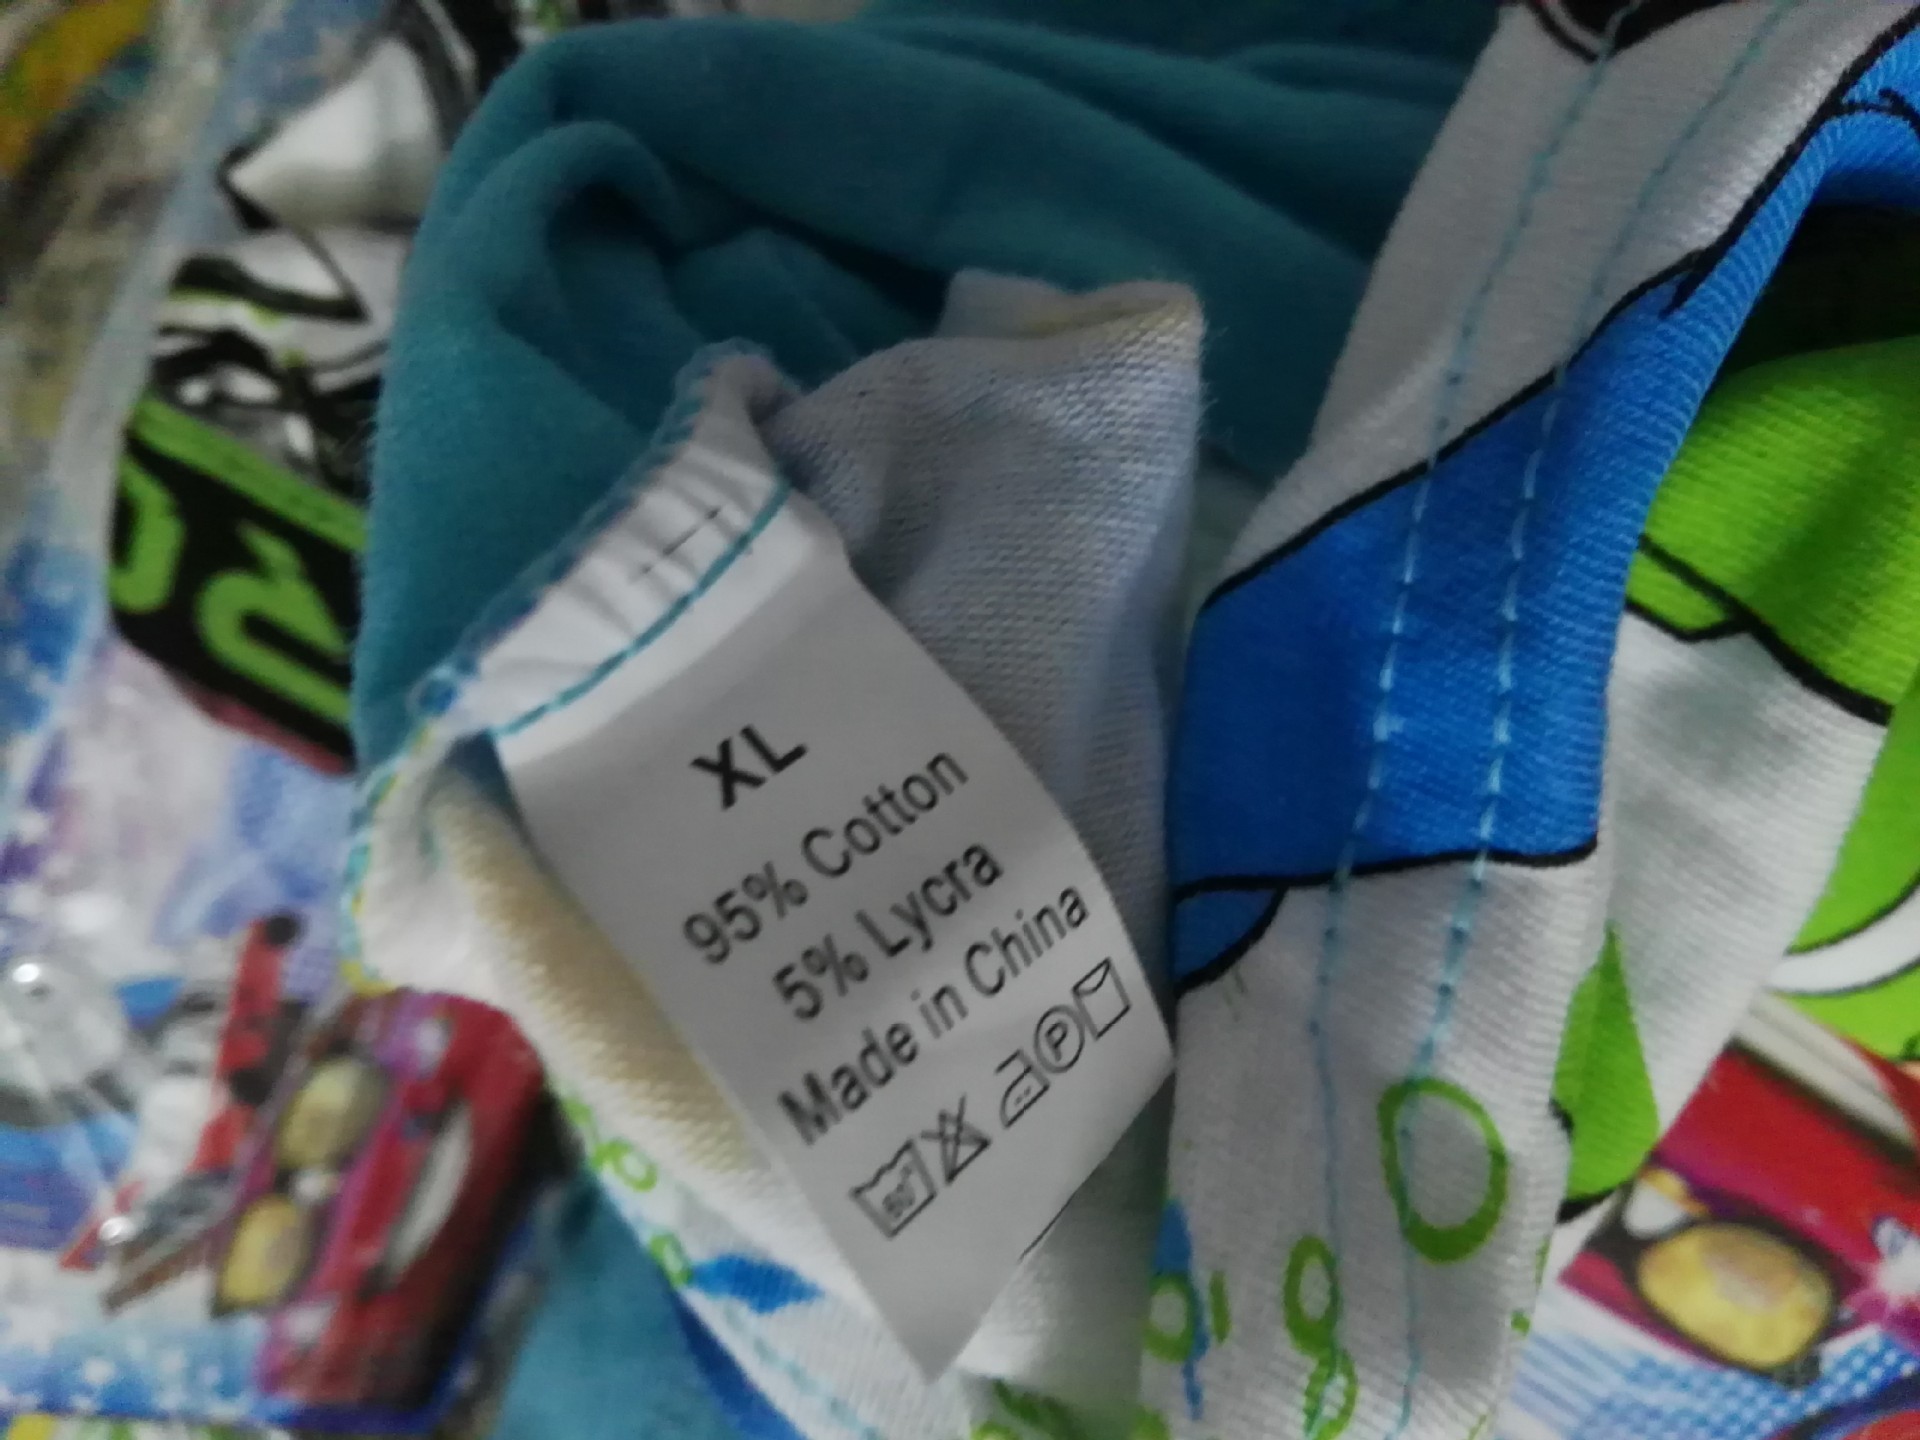 XL
95% Cotton
5% Lycra
Made in China